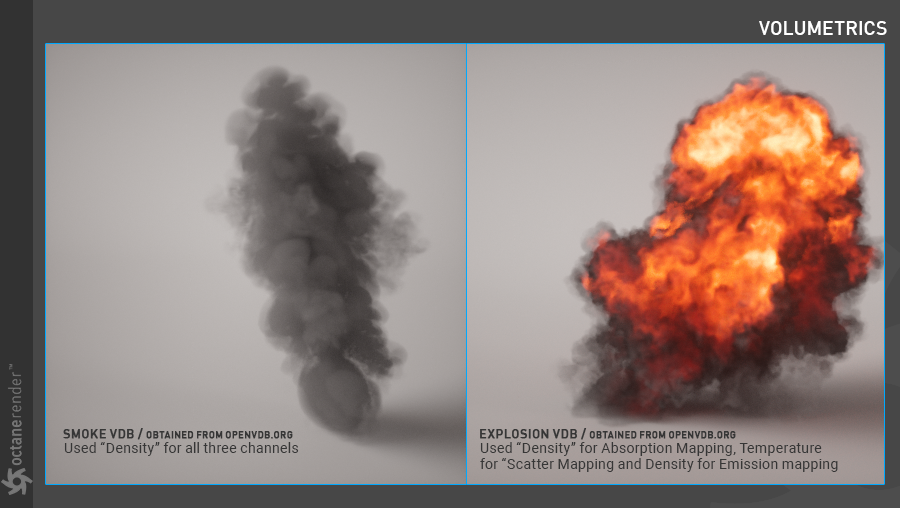 VOLUMETRICS
SMOKE VDB / OBTAINED FROM OPENVDB.ORG
Used “Density” for all three channels
EXPLOSION VDB / OBTAINED FROM OPENVDB.ORG
Used “Density” for Absorption Mapping, Temperature
for “Scatter Mapping and Density for Emission mapping
octanerender™